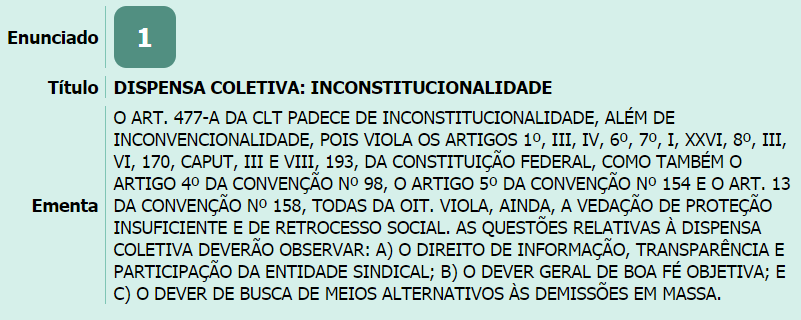 Enunciado 1
Título DISPENSA COLETIVA: INCONSTITUCIONALIDADE
O ART. 477-A DA CLT PADECE DE INCONSTITUCIONALIDADE, ALÉM DE
INCONVENCIONALIDADE, POIS VIOLA OS ARTIGOS 1º, III, IV, 6º, 7º, I, XXVI, 8º, III,
VI, 170, CAPUT, III E VIII, 193, DA CONSTITUIÇÃO FEDERAL, COMO TAMBÉM O
ARTIGO 4º DA CONVENÇÃO Nº 98, O ARTIGO 5º DA CONVENÇÃO Nº 154 E O ART. 13
Ementa DA CONVENÇÃO Nº 158, TODAS DA OIT. VIOLA, AINDA, A VEDAÇÃO DE PROTEÇÃO
INSUFICIENTE E DE RETROCESSO SOCIAL. AS QUESTÕES RELATIVAS À DISPENSA
COLETIVA DEVERÃO OBSERVAR: A) O DIREITO DE INFORMAÇÃO, TRANSPARÊNCIA E
PARTICIPAÇÃO DA ENTIDADE SINDICAL; B) O DEVER GERAL DE BOA FÉ OBJETIVA; E
C) O DEVER DE BUSCA DE MEIOS ALTERNATIVOS ÀS DEMISSÕES EM MASSA.